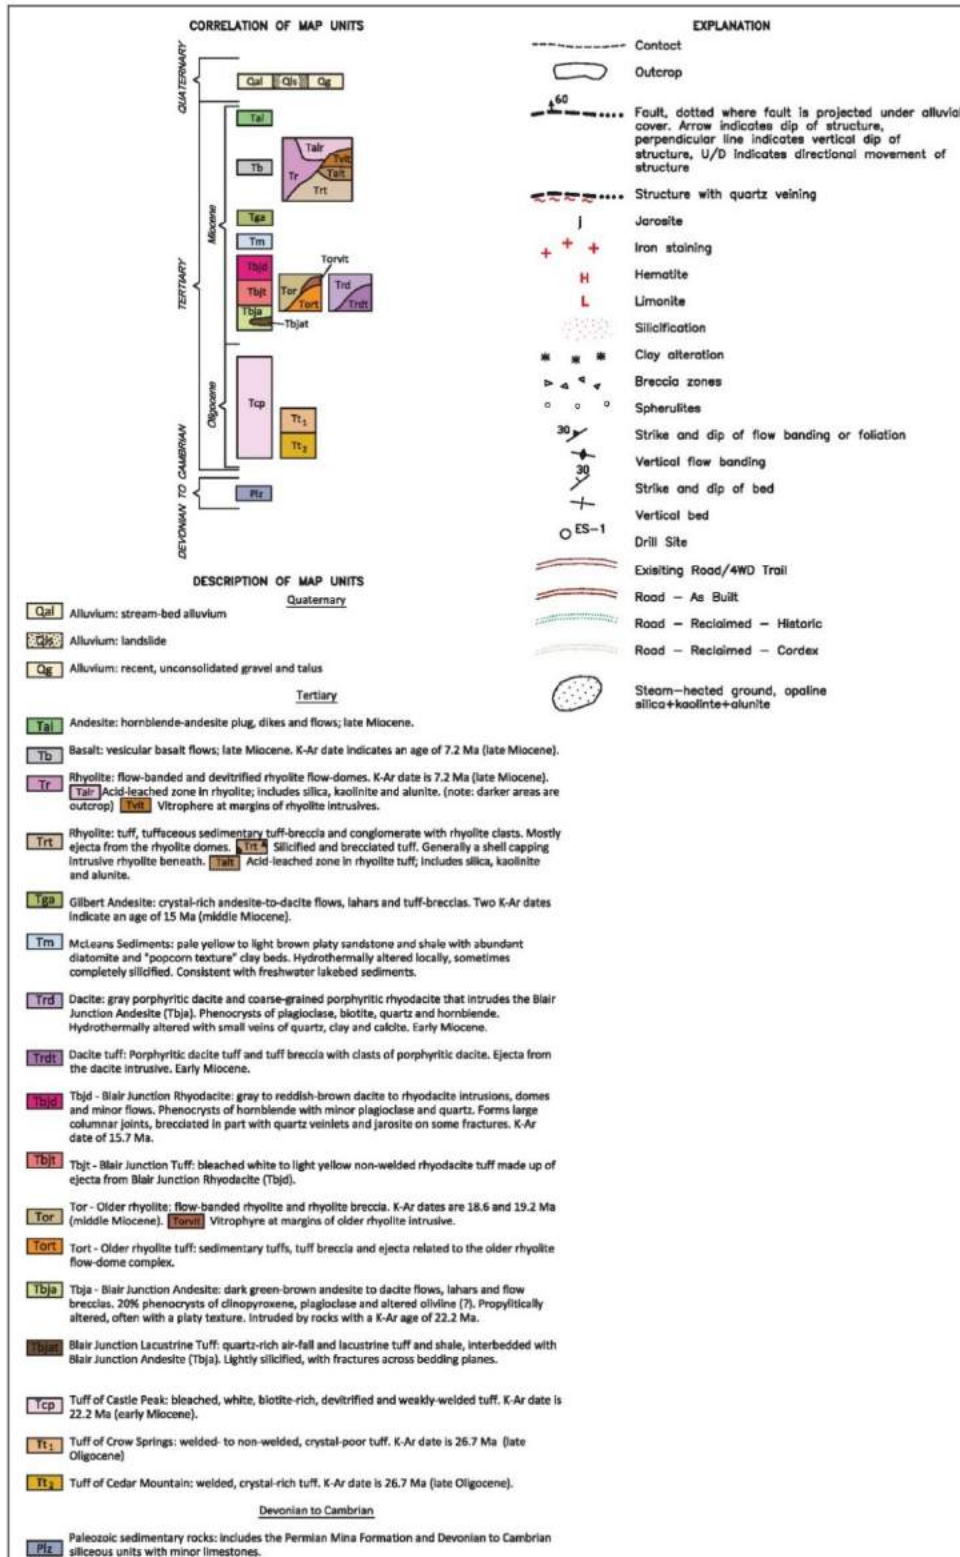 CORRELATION OF MAP UNITS
QUATERNARY
Qal Qls Qg
TERTIARY
Miocene
Tai
Tb
Talr
Tvit
Talt
Tr
Trt
Tga
Tm
Torvit
Tbjd
Tbjt
Tor
Tort
Trd
Trdt
Tbja
Tbjat
Oligocene
Tcp
Tt1
Tt2
DEVONIAN TO CAMBRIAN
Plz
EXPLANATION
Contact
Outcrop
60
Fault, dotted where fault is projected under alluvial
cover. Arrow indicates dip of structure,
perpendicular line indicates vertical dip of
structure, U/D indicates directional movement of
structure
Structure with quartz veining
j Jarosite
Iron staining
H Hematite
L Limonite
Silicification
Clay alteration
Breccia zones
Spherulites
30 Strike and dip of flow banding or foliation
Vertical flow banding
30 Strike and dip of bed
Vertical bed
ES-1 Drill Site
Exisiting Road/4WD Trail
Road - As Built
Road - Reclaimed - Historic
Road - Reclaimed - Cordex
Steam-heated ground, opaline
silica+kaolinte+alunite
DESCRIPTION OF MAP UNITS
Quaternary
Qal Alluvium: stream-bed alluvium
Qls Alluvium: landslide
Qg Alluvium: recent, unconsolidated gravel and talus
Tertiary
Tai Andesite: hornblende-andesite plug, dikes and flows; late Miocene.
Tb Basalt: vesicular basalt flows; late Miocene. K-Ar date indicates an age of 7.2 Ma (late Miocene).
Tr Rhyolite: flow-banded and devitrified rhyolite flow-domes. K-Ar date is 7.2 Ma (late Miocene).
Talr Acid-leached zone in rhyolite; includes silica, kaolinite and alunite. (note: darker areas are
outcrop) Tvit Vitrophere at margins of rhyolite intrusives.
Trt Rhyolite: tuff, tuffaceous sedimentary tuff-breccia and conglomerate with rhyolite clasts. Mostly
ejecta from the rhyolite domes. Trt Silicified and brecciated tuff. Generally a shell capping
intrusive rhyolite beneath. Talt Acid-leached zone in rhyolite tuff; includes silica, kaolinite
and alunite.
Tga Gilbert Andesite: crystal-rich andesite-to-dacite flows, lahars and tuff-breccias. Two K-Ar dates
indicate an age of 15 Ma (middle Miocene).
Tm McLeans Sediments: pale yellow to light brown platy sandstone and shale with abundant
diatomite and "popcorn texture" clay beds. Hydrothermally altered locally, sometimes
completely silicified. Consistent with freshwater lakebed sediments.
Trd Dacite: gray porphyritic dacite and coarse-grained porphyritic rhyodacite that intrudes the Blair
Junction Andesite (Tbja). Phenocrysts of plagioclase, biotite, quartz and hornblende.
Hydrothermally altered with small veins of quartz, clay and calcite. Early Miocene.
Trdt Dacite tuff: Porphyritic dacite tuff and tuff breccia with clasts of porphyritic dacite. Ejecta from
the dacite intrusive. Early Miocene.
Tbjd Tbjd - Blair Junction Rhyodacite: gray to reddish-brown dacite to rhyodacite intrusions, domes
and minor flows. Phenocrysts of hornblende with minor plagioclase and quartz. Forms large
columnar joints, brecciated in part with quartz veinlets and jarosite on some fractures. K-Ar
date of 15.7 Ma.
Tbjt Tbjt - Blair Junction Tuff: bleached white to light yellow non-welded rhyodacite tuff made up of
ejecta from Blair Junction Rhyodacite (Tbjd).
Tor Tor - Older rhyolite: flow-banded rhyolite and rhyolite breccia. K-Ar dates are 18.6 and 19.2 Ma
(middle Miocene). Torvit Vitrophyre at margins of older rhyolite intrusive.
Tort Tort - Older rhyolite tuff: sedimentary tuffs, tuff breccia and ejecta related to the older rhyolite
flow-dome complex.
Tbja Tbja - Blair Junction Andesite: dark green-brown andesite to dacite flows, lahars and flow
breccias. 20% phenocrysts of clinopyroxene, plagioclase and altered oliviine (?). Propylitically
altered, often with a platy texture. Intruded by rocks with a K-Ar age of 22.2 Ma.
Tbjat Blair Junction Lacustrine Tuff: quartz-rich air-fall and lacustrine tuff and shale, interbedded with
Blair Junction Andesite (Tbja). Lightly silicified, with fractures across bedding planes.
Tcp Tuff of Castle Peak: bleached, white, biotite-rich, devitrified and weakly-welded tuff. K-Ar date is
22.2 Ma (early Miocene).
Tt1 Tuff of Crow Springs: welded- to non-welded, crystal-poor tuff. K-Ar date is 26.7 Ma (late
Oligocene)
Tt2 Tuff of Cedar Mountain: welded, crystal-rich tuff. K-Ar date is 26.7 Ma (late Oligocene).
Devonian to Cambrian
Plz Paleozoic sedimentary rocks: includes the Permian Mina Formation and Devonian to Cambrian
siliceous units with minor limestones.